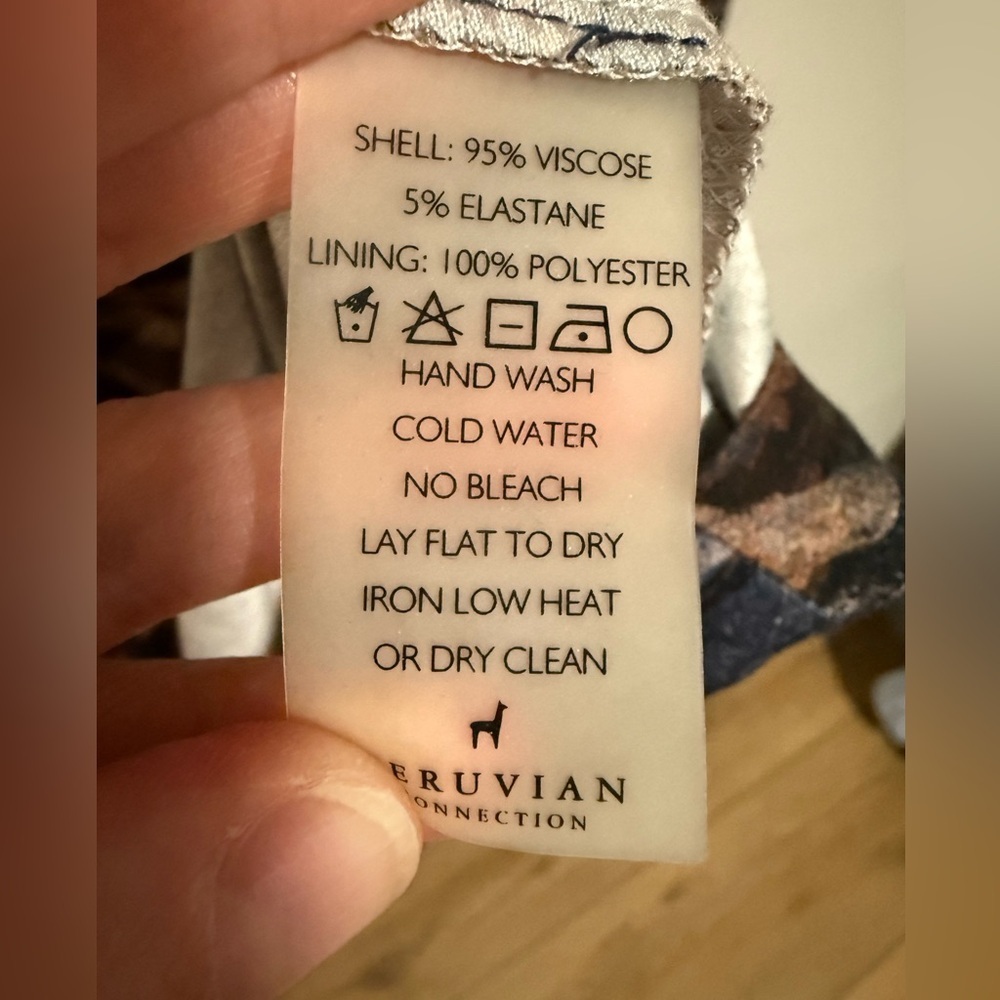 SHELL: 95% VISCOSE
5% ELASTANE
LINING: 100% POLYESTER
HAND WASH
COLD WATER
NO BLEACH
LAY FLAT TO DRY
IRON LOW HEAT
OR DRY CLEAN
ERUVIAN
ONNECTION